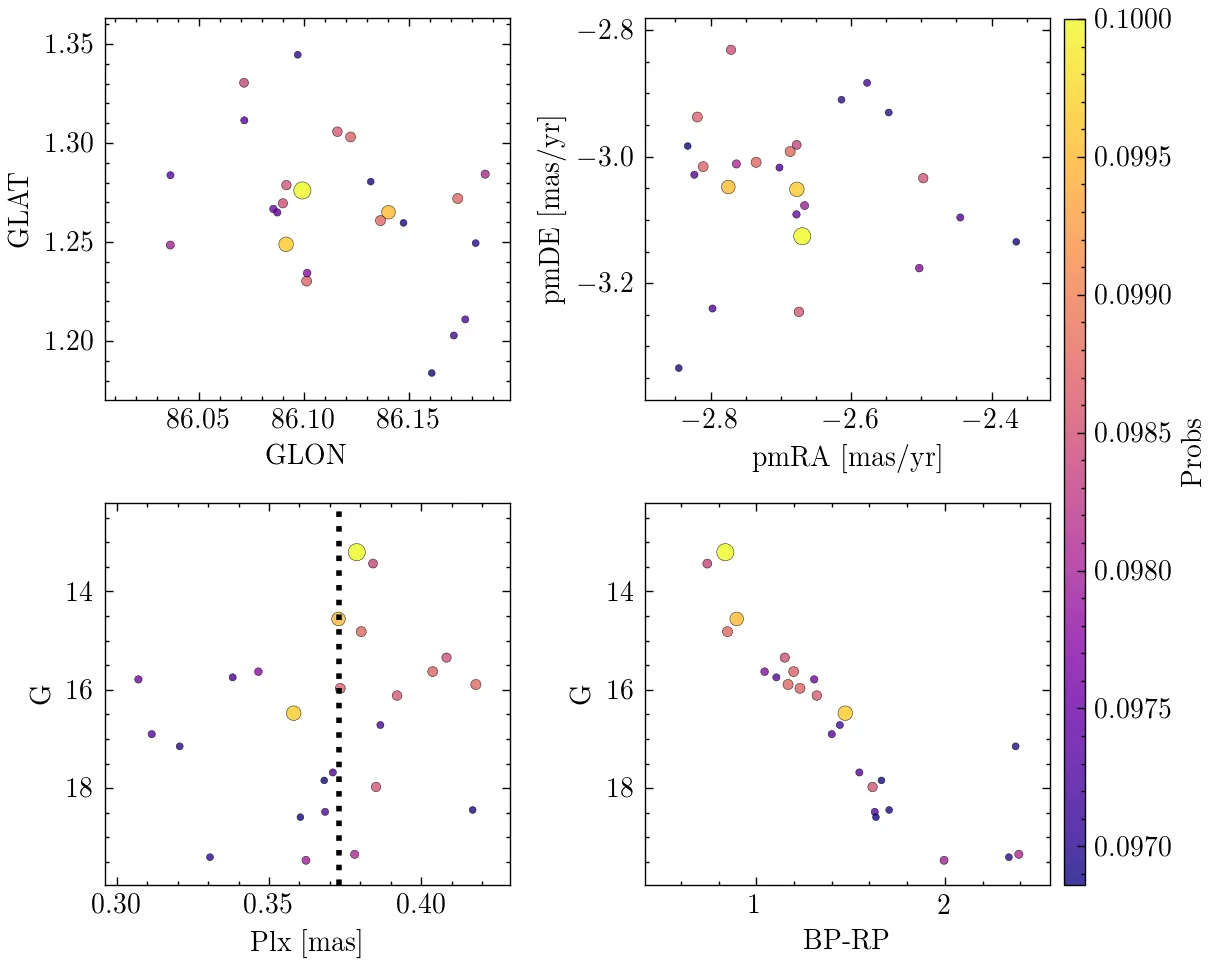 1.35
1.30
1.25
1.20
GLAT
86.05 86.10 86.15
GLON
−2.8
−3.0
−3.2
pmDE [mas/yr]
−2.8 −2.6 −2.4
pmRA [mas/yr]
0.1000
0.0995
0.0990
0.0985
0.0980
0.0975
0.0970
Probs
14
16
18
G
0.30 0.35 0.40
Plx [mas]
14
16
18
G
1 2
BP-RP